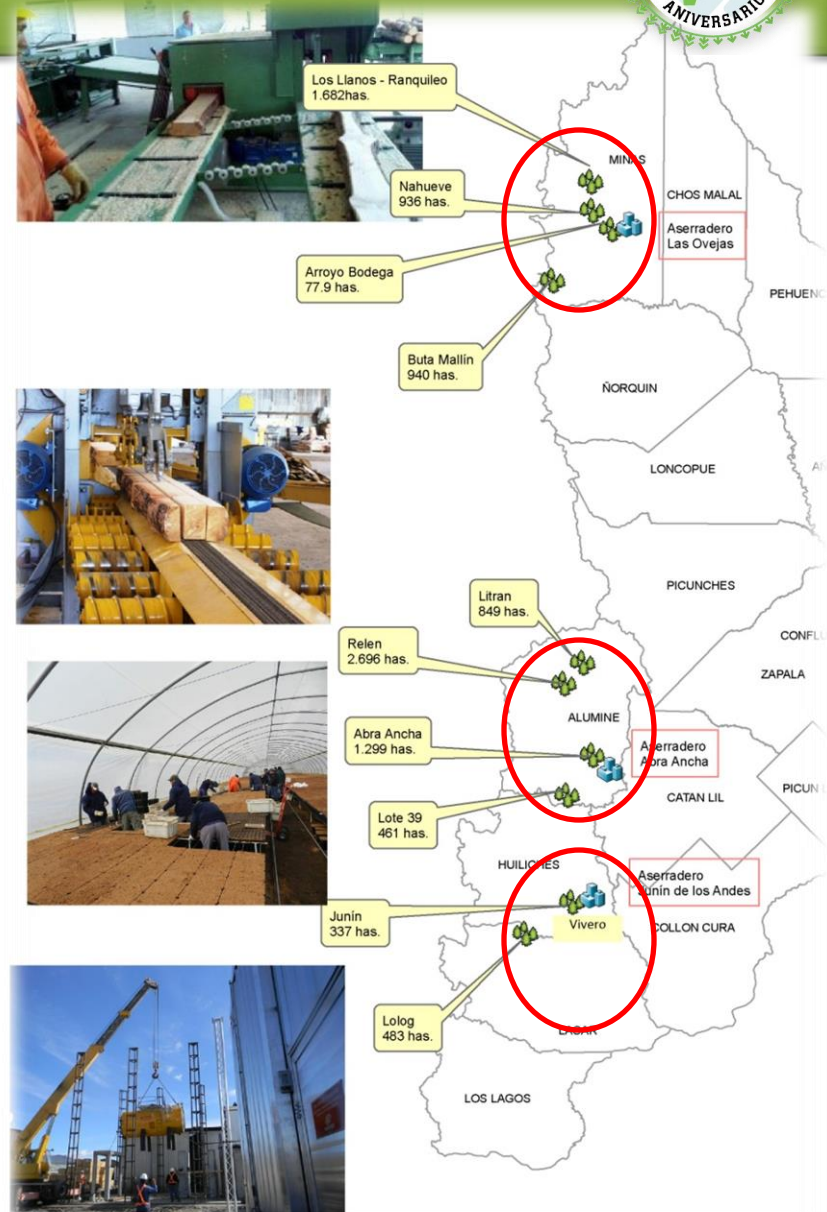 ANIVERSARIO
Los Llanos - Ranquileo
1.682has.
MINAS
Nahueve
936 has.
CHOS MALAL
Aserradero
Las Ovejas
Arroyo Bodega
77.9 has.
PEHUENC
Buta Mallín
940 has.
ÑORQUIN
LONCOPUE
PICUNCHES
Litran
849 has.
CONFLU
Relen
2.696 has.
ZAPALA
ALUMINE
Abra Ancha
1.299 has.
Aserradero
Abra Ancha
CATAN LIL
PICUN
Lote 39
461 has.
HUILICHES
Aserradero
Junín de los Andes
Junín
337 has.
Vivero
COLLON CURA
Lolog
483 has.
LACAR
LOS LAGOS